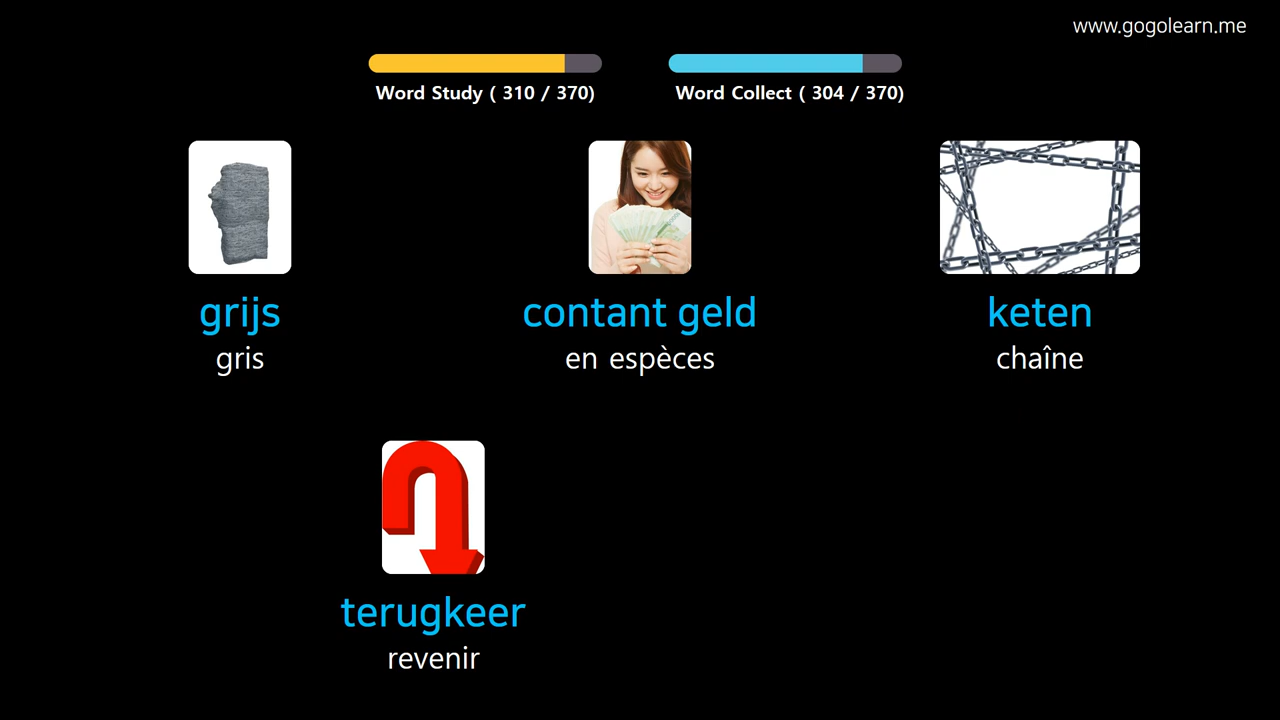 www.gogolearn.me
Word Study ( 310 / 370)
Word Collect ( 304 / 370)
grijs
gris
contant geld
en espèces
keten
chaîne
terugkeer
revenir